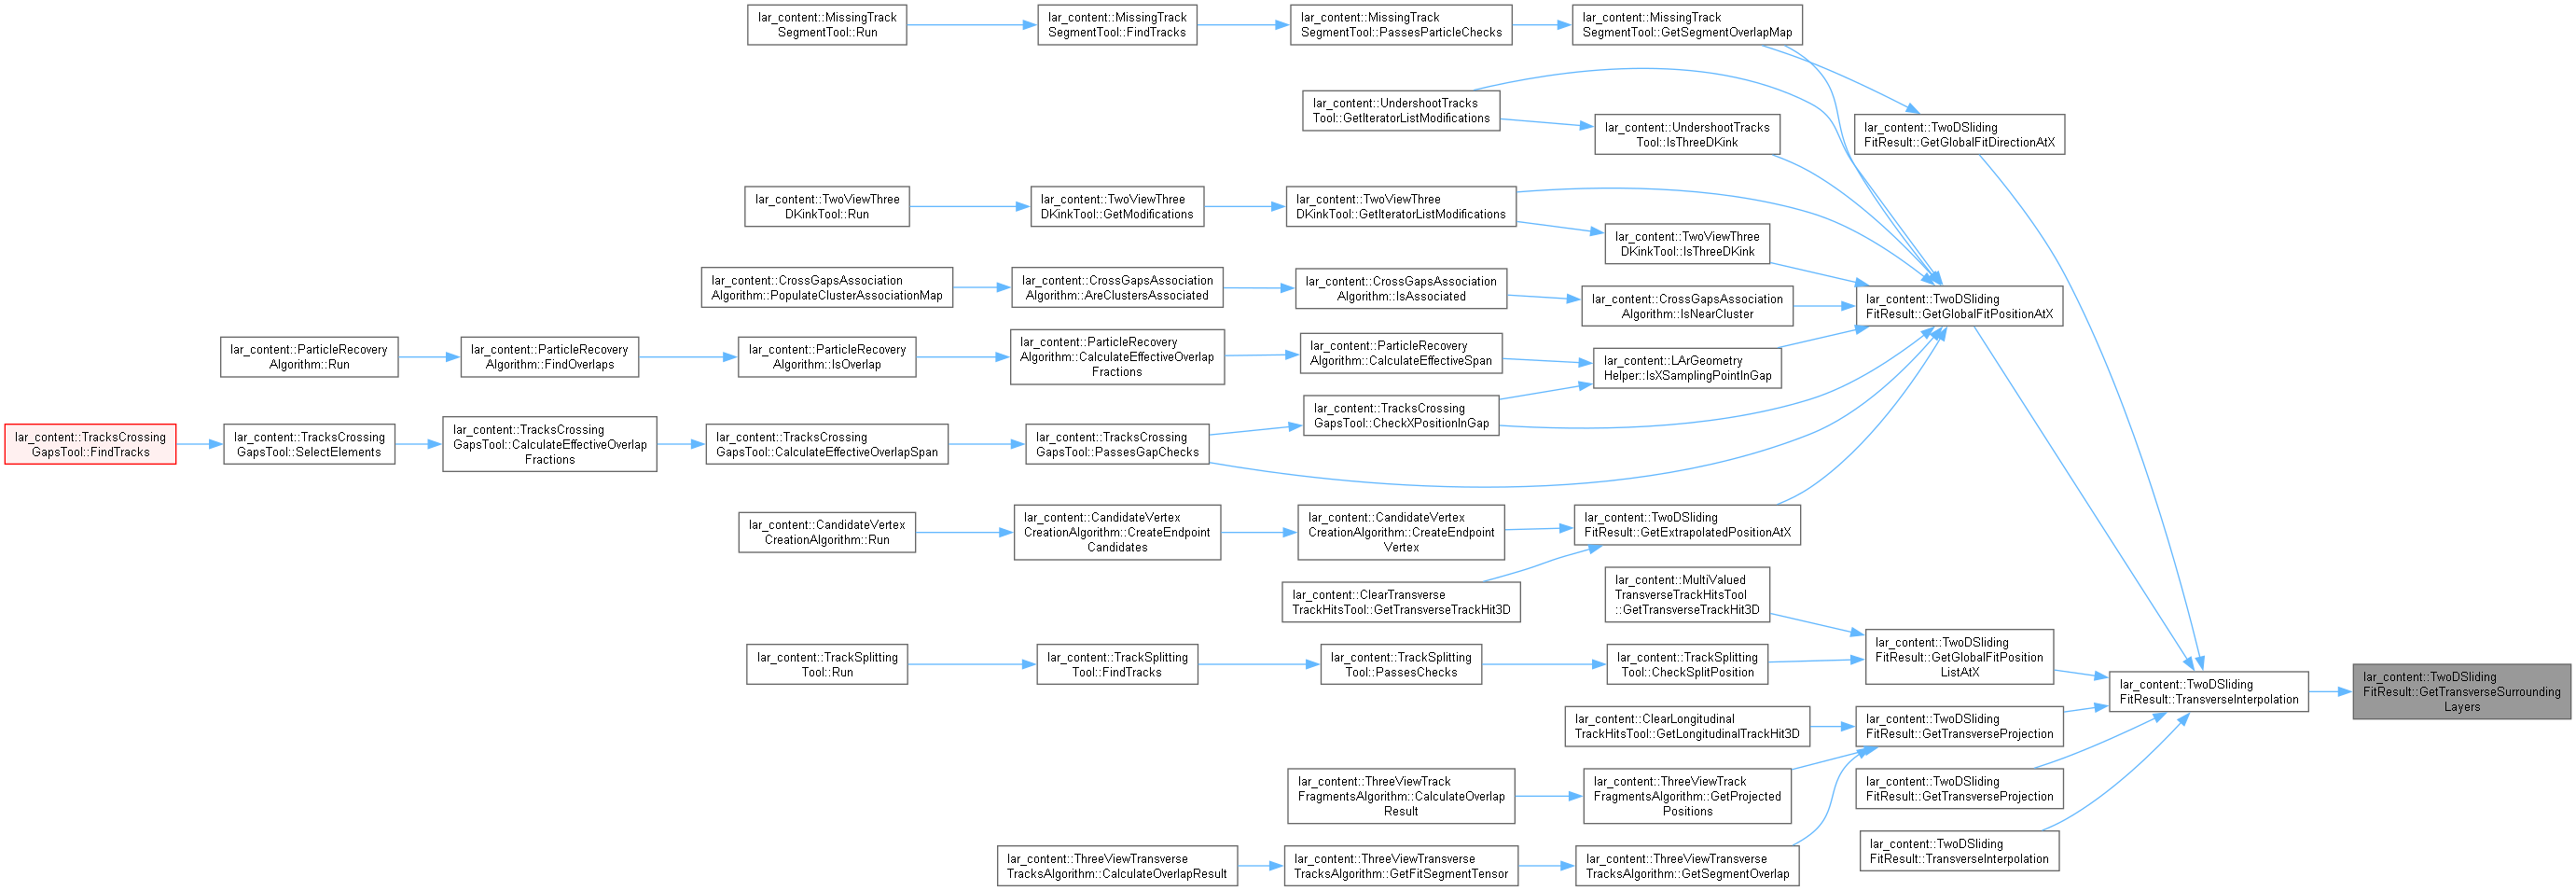 lar_content::MissingTrack
SegmentTool::Run
lar_content::MissingTrack
SegmentTool::FindTracks
lar_content::MissingTrack
SegmentTool::PassesParticleChecks
lar_content::MissingTrack
SegmentTool::GetSegmentOverlapMap
lar_content::UndershootTracks
Tool::GetIteratorListModifications
lar_content::UndershootTracks
Tool::IsThreeDKink
lar_content::TwoDSliding
FitResult::GetGlobalFitDirectionAtX
lar_content::TwoViewThree
DKinkTool::Run
lar_content::TwoViewThree
DKinkTool::GetModifications
lar_content::TwoViewThree
DKinkTool::GetIteratorListModifications
lar_content::TwoViewThree
DKinkTool::IsThreeDKink
lar_content::CrossGapsAssociation
Algorithm::PopulateClusterAssociationMap
lar_content::CrossGapsAssociation
Algorithm::AreClustersAssociated
lar_content::CrossGapsAssociation
Algorithm::IsAssociated
lar_content::CrossGapsAssociation
Algorithm::IsNearCluster
lar_content::TwoDSliding
FitResult::GetGlobalFitPositionAtX
lar_content::ParticleRecovery
Algorithm::Run
lar_content::ParticleRecovery
Algorithm::FindOverlaps
lar_content::ParticleRecovery
Algorithm::IsOverlap
lar_content::ParticleRecovery
Algorithm::CalculateEffectiveOverlap
Fractions
lar_content::ParticleRecovery
Algorithm::CalculateEffectiveSpan
lar_content::LArGeometry
Helper::IsXSamplingPointInGap
lar_content::TracksCrossing
GapsTool::FindTracks
lar_content::TracksCrossing
GapsTool::SelectElements
lar_content::TracksCrossing
GapsTool::CalculateEffectiveOverlap
Fractions
lar_content::TracksCrossing
GapsTool::CalculateEffectiveOverlapSpan
lar_content::TracksCrossing
GapsTool::PassesGapChecks
lar_content::TracksCrossing
GapsTool::CheckXPositionInGap
lar_content::CandidateVertex
CreationAlgorithm::Run
lar_content::CandidateVertex
CreationAlgorithm::CreateEndpoint
Candidates
lar_content::CandidateVertex
CreationAlgorithm::CreateEndpoint
Vertex
lar_content::TwoDSliding
FitResult::GetExtrapolatedPositionAtX
lar_content::ClearTransverse
TrackHitsTool::GetTransverseTrackHit3D
lar_content::MultiValued
TransverseTrackHitsTool
::GetTransverseTrackHit3D
lar_content::TrackSplitting
Tool::Run
lar_content::TrackSplitting
Tool::FindTracks
lar_content::TrackSplitting
Tool::PassesChecks
lar_content::TrackSplitting
Tool::CheckSplitPosition
lar_content::TwoDSliding
FitResult::GetGlobalFitPosition
ListAtX
lar_content::TwoDSliding
FitResult::TransverseInterpolation
lar_content::TwoDSliding
FitResult::GetTransverseSurrounding
Layers
lar_content::ClearLongitudinal
TrackHitsTool::GetLongitudinalTrackHit3D
lar_content::TwoDSliding
FitResult::GetTransverseProjection
lar_content::ThreeViewTrack
FragmentsAlgorithm::CalculateOverlap
Result
lar_content::ThreeViewTrack
FragmentsAlgorithm::GetProjected
Positions
lar_content::TwoDSliding
FitResult::GetTransverseProjection
lar_content::TwoDSliding
FitResult::TransverseInterpolation
lar_content::ThreeViewTransverse
TracksAlgorithm::CalculateOverlapResult
lar_content::ThreeViewTransverse
TracksAlgorithm::GetFitSegmentTensor
lar_content::ThreeViewTransverse
TracksAlgorithm::GetSegmentOverlap